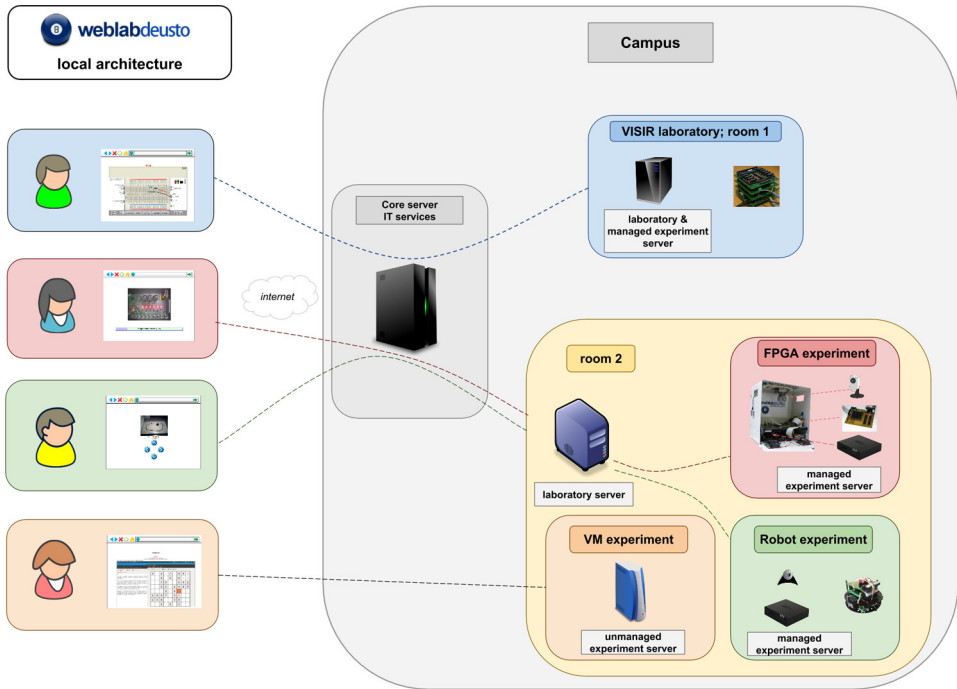 weblabdeusto
local architecture
Campus
VISIR laboratory; room 1
laboratory &
managed experiment
server
Core server
IT services
internet
room 2
FPGA experiment
managed
experiment server
laboratory server
VM experiment
unmanaged
experiment server
Robot experiment
managed
experiment server